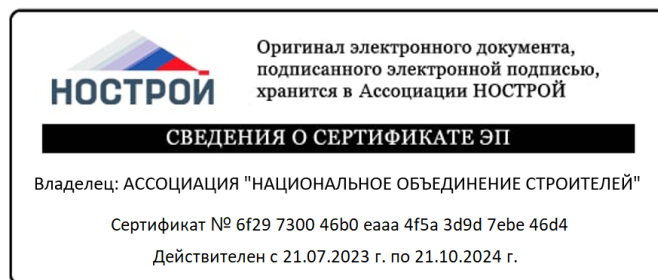 НОСТРОЙ
Оригинал электронного документа,
подписанного электронной подписью,
хранится в Ассоциации НОСТРОЙ
СВЕДЕНИЯ О СЕРТИФИКАТЕ ЭП
Владелец: АССОЦИАЦИЯ "НАЦИОНАЛЬНОЕ ОБЪЕДИНЕНИЕ СТРОИТЕЛЕЙ"
Сертификат № 6f29 7300 46b0 eaaa 4f5a 3d9d 7ebe 46d4
Действителен с 21.07.2023 г. по 21.10.2024 г.